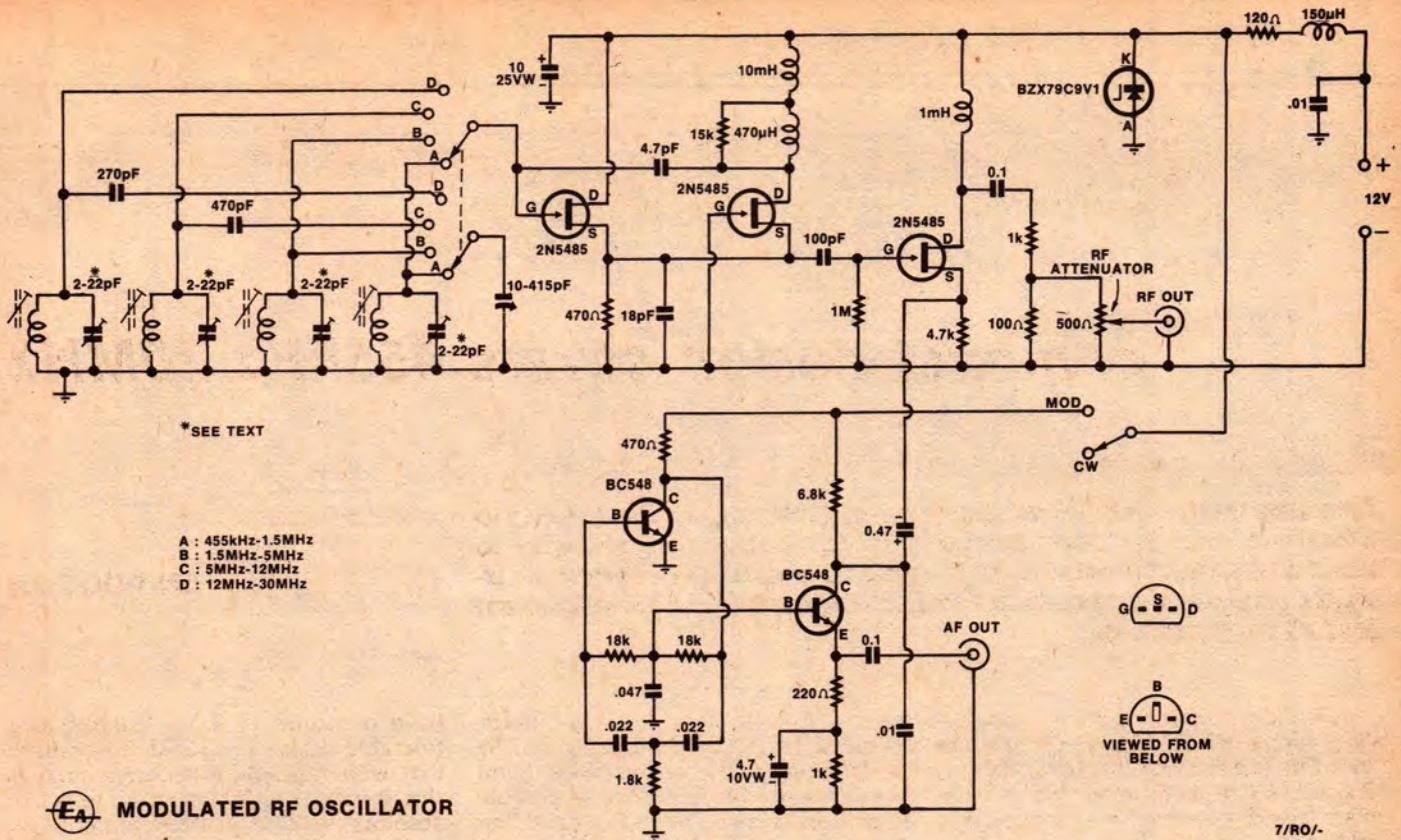 120Ω
150µH
10
25VW
+
−
10mH
K
BZX79C9V1
A
.01
D
C
B
A
15k
470µH
1mH
4.7pF
270pF
D
470pF
C
B
A
0.1
+
12V
−
G
D
S
2N5485
2N5485
G
D
S
100pF
2N5485
G
D
S
1k
RF
ATTENUATOR
RF OUT
*
2-22pF
*
2-22pF
*
2-22pF
2-22pF
*
10-415pF
470Ω
18pF
1M
4.7k
100Ω
500Ω
*SEE TEXT
MOD
CW
470Ω
BC548
B
C
E
6.8k
0.47
−
+
A : 455kHz-1.5MHz
B : 1.5MHz-5MHz
C : 5MHz-12MHz
D : 12MHz-30MHz
BC548
B
C
E
0.1
AF OUT
G
S
D
18k
18k
.047
220Ω
.022
.022
1.8k
4.7
10VW
+
−
1k
.01
B
E
C
VIEWED FROM
BELOW
EA
MODULATED RF OSCILLATOR
7/RO/-